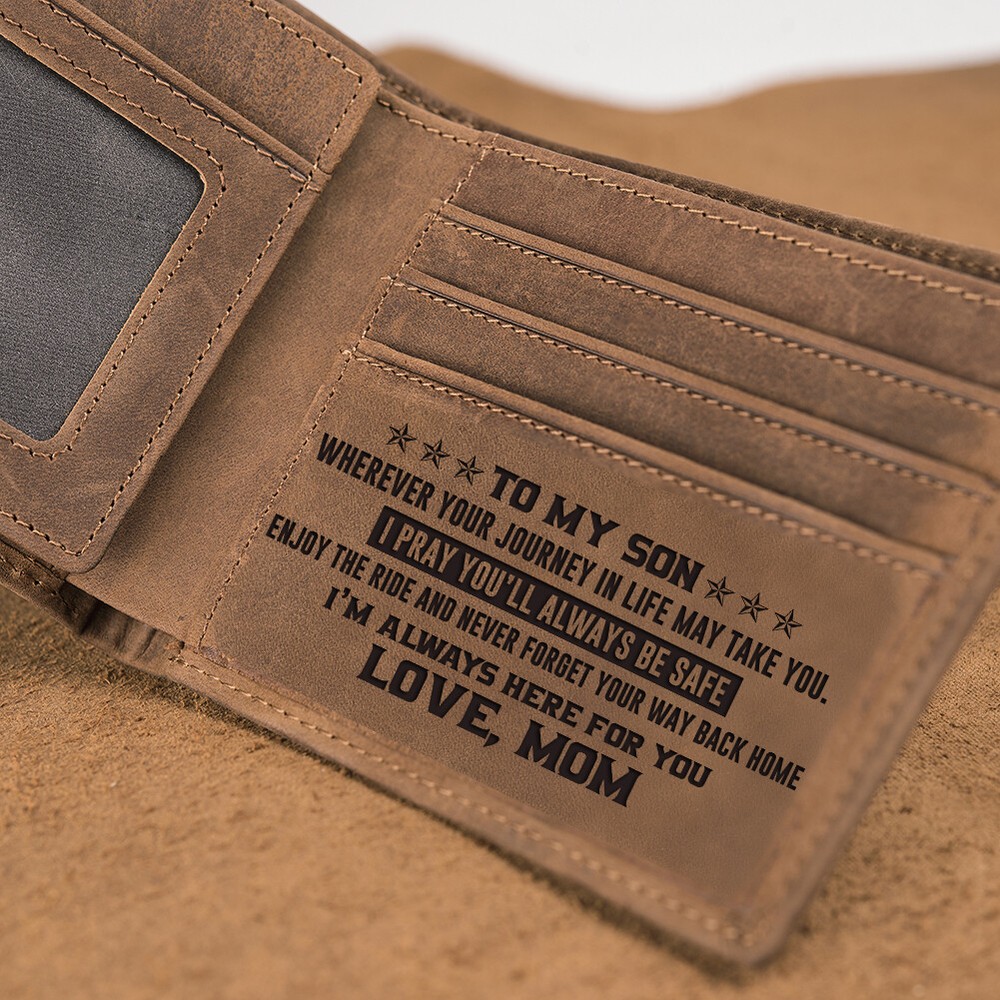 TO MY SON
WHEREVER YOUR JOURNEY IN LIFE MAY TAKE YOU.
I PRAY YOU'LL ALWAYS BE SAFE
ENJOY THE RIDE AND NEVER FORGET YOUR WAY BACK HOME
I'M ALWAYS HERE FOR YOU
LOVE, MOM